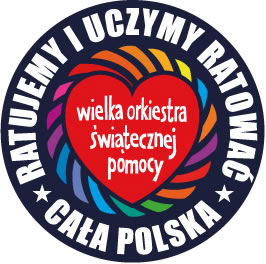 RATUJEMY I UCZYMY RATOWAĆ
wielka orkiestra
świątecznej
pomocy
CAŁA POLSKA